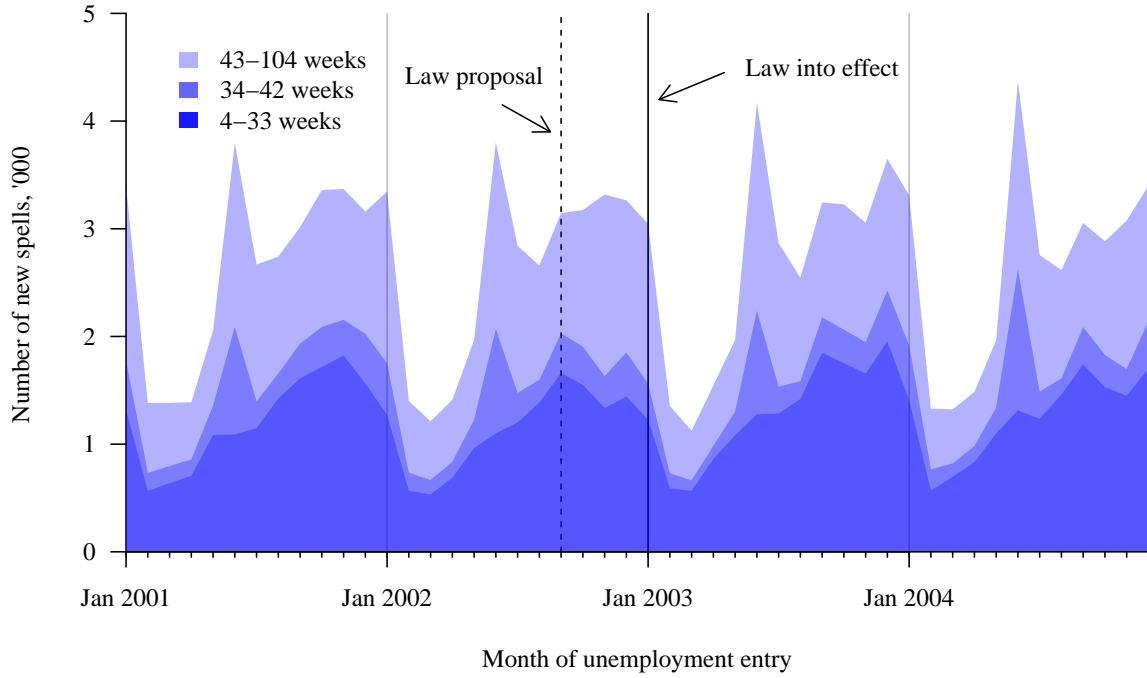 5
4
3
2
1
0
Number of new spells, '000
43–104 weeks
34–42 weeks
4–33 weeks
Law proposal
Law into effect
Jan 2001
Jan 2002
Jan 2003
Jan 2004
Month of unemployment entry